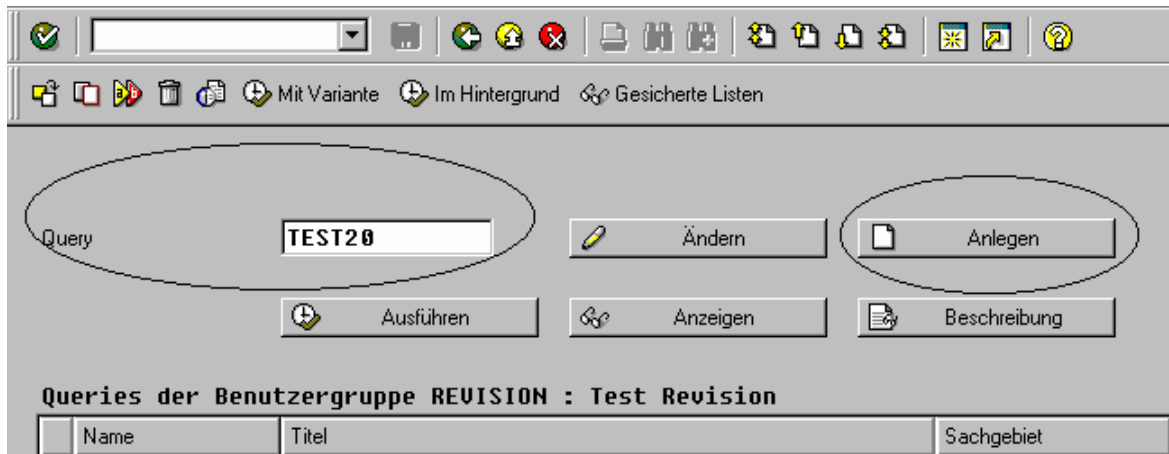 Mit Variante Im Hintergrund Gesicherte Listen
Query TEST20 Ändern Anlegen
Ausführen Anzeigen Beschreibung
Queries der Benutzergruppe REVISION : Test Revision
Name Titel Sachgebiet